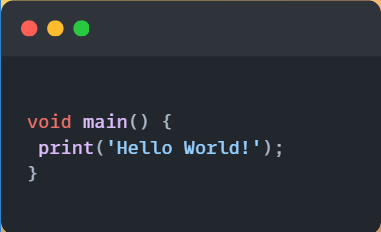 void main() {
 print('Hello World!');
}